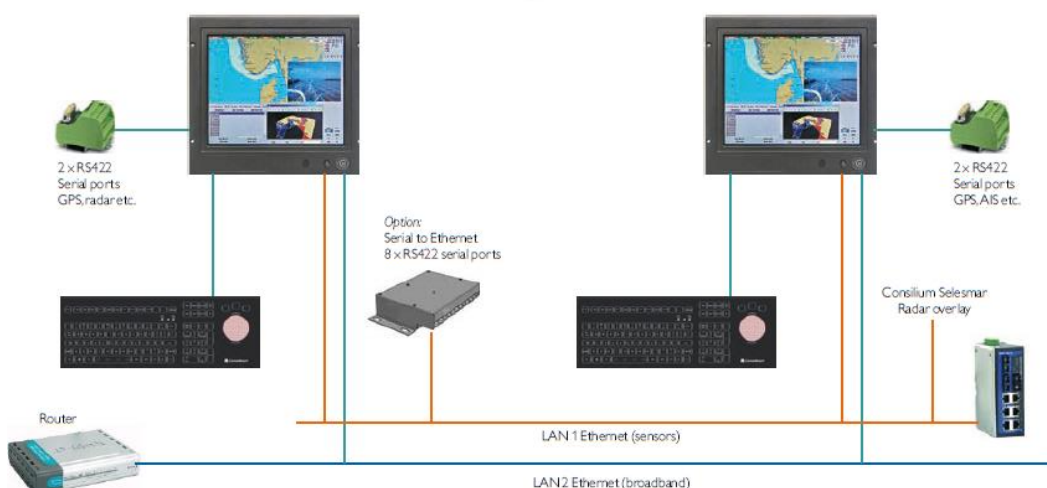 2 x RS422
Serial ports
GPS, radar etc.
2 x RS422
Serial ports
GPS, AIS etc.
Option:
Serial to Ethernet
8 x RS422 serial ports
Consilium Selesmar
Radar overlay
Router
LAN 1 Ethernet (sensors)
LAN 2 Ethernet (broadband)